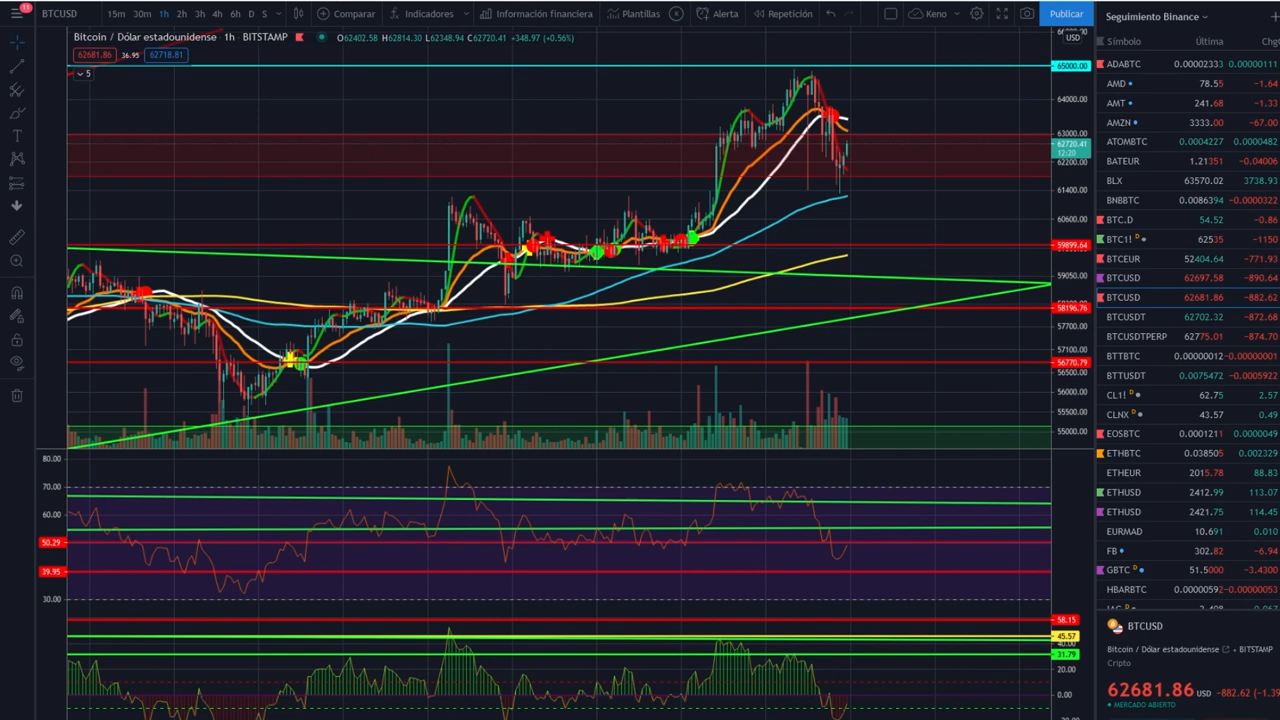 11
BTCUSD 15m 30m 1h 2h 3h 4h 6h D S Comparar Indicadores Información financiera Plantillas Alerta Repetición Keno Publicar
Bitcoin / Dólar estadounidense · 1h · BITSTAMP O62402.58 H62814.30 L62348.94 C62720.41 +348.97 (+0.56%)
62681.86 36.95 62718.81
5
USD
65000.00
64000.00
63000.00
62720.41
12:20
62200.00
61400.00
60600.00
59899.64
59050.00
58196.76
57700.00
57100.00
56770.79
56500.00
56000.00
55500.00
55000.00
80.00
70.00
60.00
50.29
39.95
30.00
58.15
45.57
40.00
31.79
20.00
0.00
Seguimiento Binance
Símbolo Última Chg
ADABTC 0.00002333 0.00000111
AMD 78.55 −1.64
AMT 241.68 −1.33
AMZN 3333.00 −67.00
ATOMBTC 0.0004227 0.0000482
BATEUR 1.21351 −0.04006
BLX 63570.02 3738.93
BNBBTC 0.0086394 −0.0000322
BTC.D 54.52 −0.86
BTC1! D 62535 −1150
BTCEUR 52404.64 −771.93
BTCUSD 62697.58 −890.64
BTCUSD 62681.86 −882.62
BTCUSDT 62702.32 −872.68
BTCUSDTPERP 62775.01 −874.70
BTTBTC 0.00000012 −0.00000001
BTTUSDT 0.0075472 −0.0005922
CL1! D 62.75 2.57
CLNX D 43.57 0.49
EOSBTC 0.0001211 0.0000049
ETHBTC 0.038505 0.002329
ETHEUR 2015.78 88.83
ETHUSD 2412.99 113.07
ETHUSD 2421.75 114.45
EURMAD 10.691 0.010
FB 302.82 −6.94
GBTC D 51.5000 −3.4300
HBARBTC 0.00000592 −0.00000053
BTCUSD
Bitcoin / Dólar estadounidense • BITSTAMP
Cripto
62681.86 USD −882.62 (−1.39
MERCADO ABIERTO